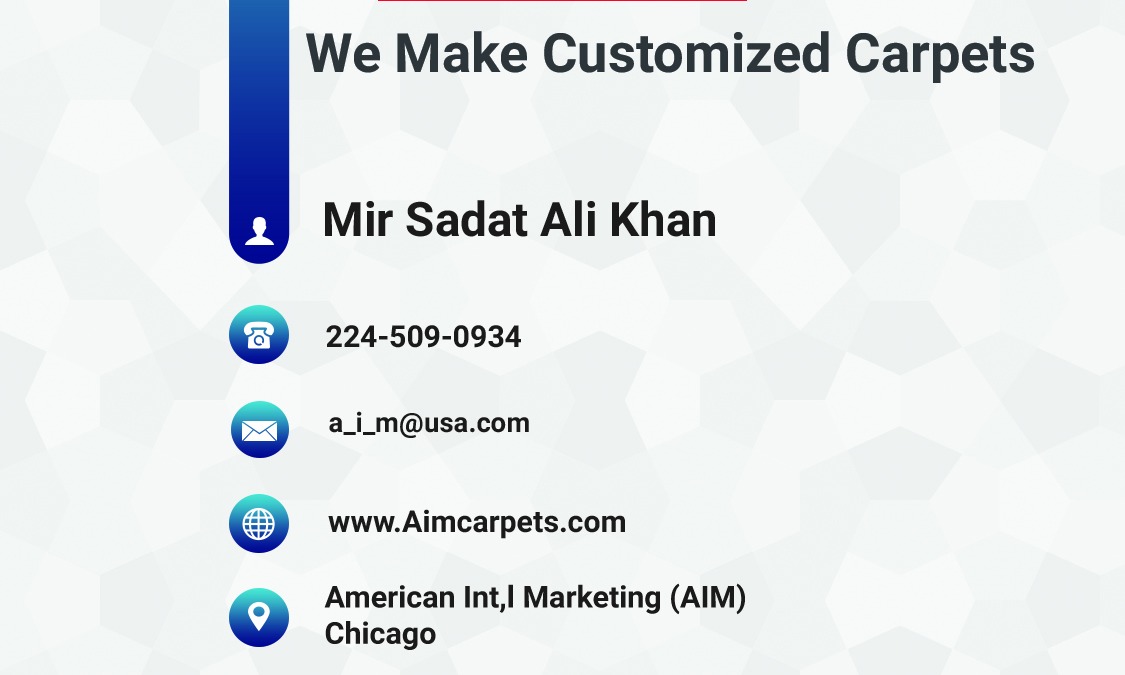 We Make Customized Carpets
Mir Sadat Ali Khan
224-509-0934
a_i_m@usa.com
www.Aimcarpets.com
American Int,l Marketing (AIM)
Chicago